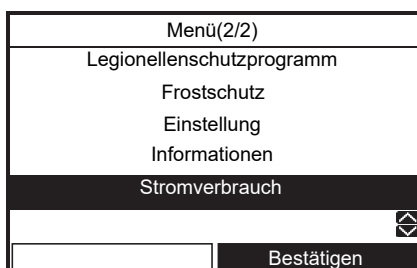 Menü(2/2)
Legionellenschutzprogramm
Frostschutz
Einstellung
Informationen
Stromverbrauch
Bestätigen